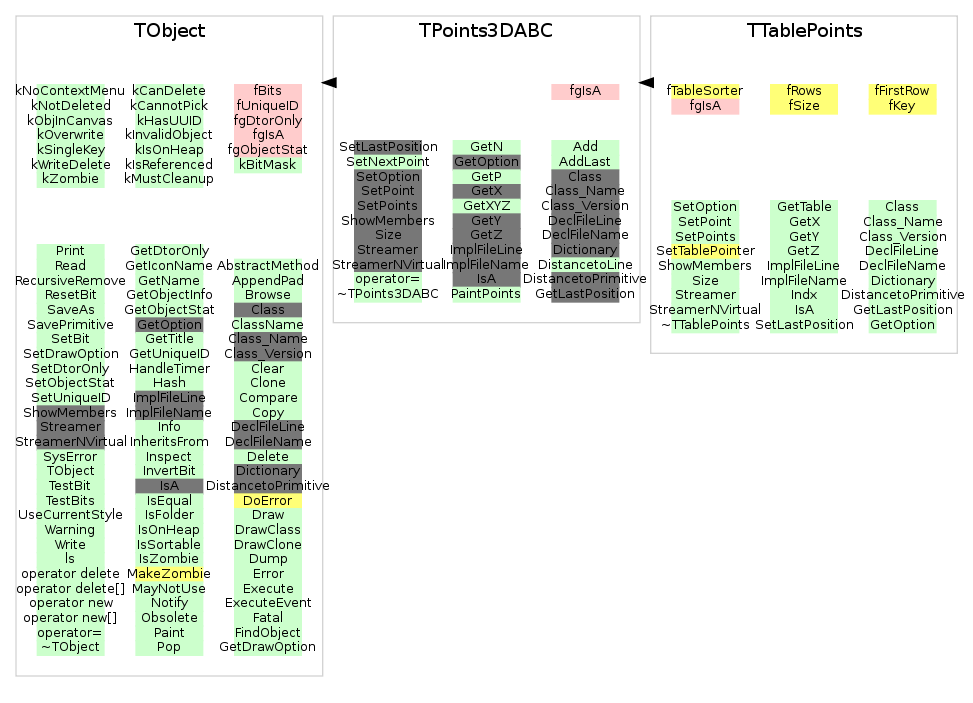 TObject
kNoContextMenu kCanDelete fBits
kNotDeleted kCannotPick fUniqueID
kObjInCanvas kHasUUID fgDtorOnly
kOverwrite kInvalidObject fgIsA
kSingleKey kIsOnHeap fgObjectStat
kWriteDelete kIsReferenced kBitMask
kZombie kMustCleanup
Print GetDtorOnly
Read GetIconName AbstractMethod
RecursiveRemove GetName AppendPad
ResetBit GetObjectInfo Browse
SaveAs GetObjectStat Class
SavePrimitive GetOption ClassName
SetBit GetTitle Class_Name
SetDrawOption GetUniqueID Class_Version
SetDtorOnly HandleTimer Clear
SetObjectStat Hash Clone
SetUniqueID ImplFileLine Compare
ShowMembers ImplFileName Copy
Streamer Info DeclFileLine
StreamerNVirtual InheritsFrom DeclFileName
SysError Inspect Delete
TObject InvertBit Dictionary
TestBit IsA DistancetoPrimitive
TestBits IsEqual DoError
UseCurrentStyle IsFolder Draw
Warning IsOnHeap DrawClass
Write IsSortable DrawClone
ls IsZombie Dump
operator delete MakeZombie Error
operator delete[] MayNotUse Execute
operator new Notify ExecuteEvent
operator new[] Obsolete Fatal
operator= Paint FindObject
~TObject Pop GetDrawOption
TPoints3DABC
fgIsA
SetLastPosition GetN Add
SetNextPoint GetOption AddLast
SetOption GetP Class
SetPoint GetX Class_Name
SetPoints GetXYZ Class_Version
ShowMembers GetY DeclFileLine
Size GetZ DeclFileName
Streamer ImplFileLine Dictionary
StreamerNVirtual ImplFileName DistancetoLine
operator= IsA DistancetoPrimitive
~TPoints3DABC PaintPoints GetLastPosition
TTablePoints
fTableSorter fRows fFirstRow
fgIsA fSize fKey
SetOption GetTable Class
SetPoint GetX Class_Name
SetPoints GetY Class_Version
SetTablePointer GetZ DeclFileLine
ShowMembers ImplFileLine DeclFileName
Size ImplFileName Dictionary
Streamer Indx DistancetoPrimitive
StreamerNVirtual IsA GetLastPosition
~TTablePoints SetLastPosition GetOption